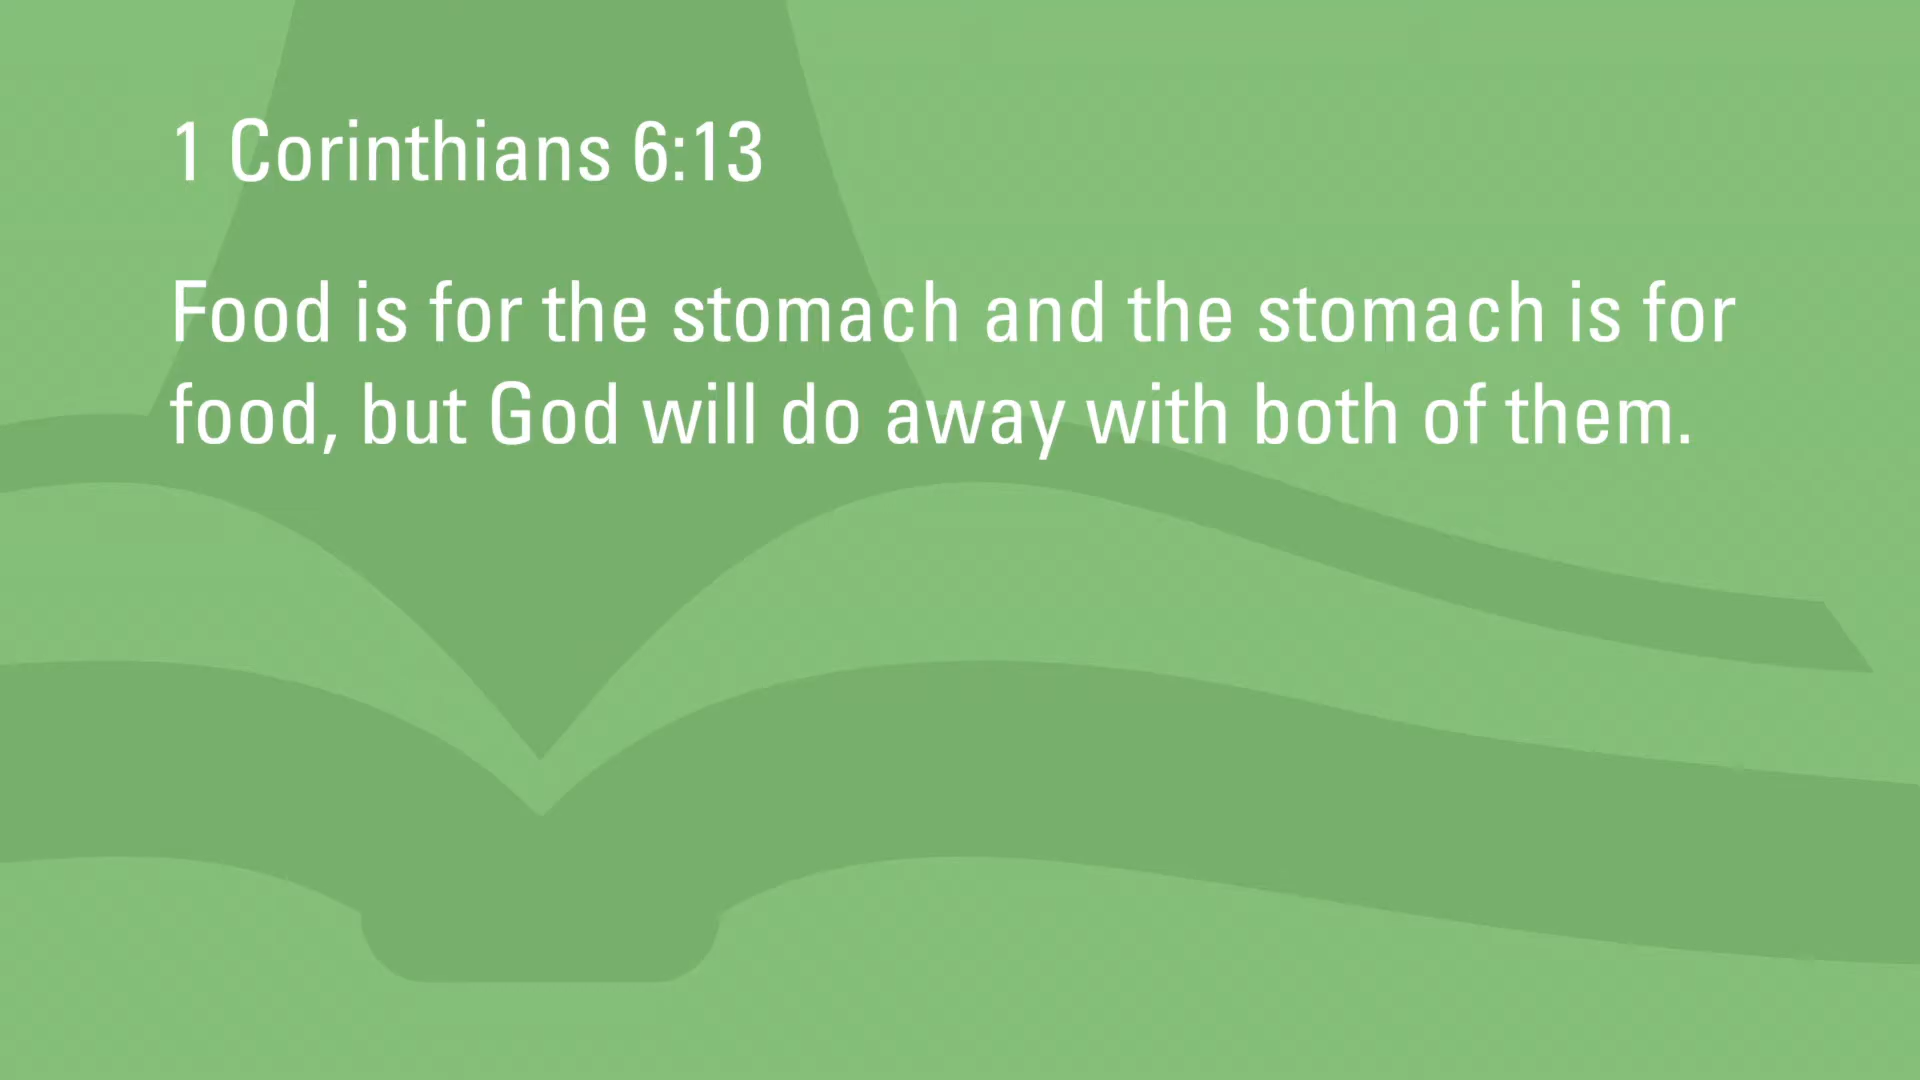 1 Corinthians 6:13
Food is for the stomach and the stomach is for
food, but God will do away with both of them.